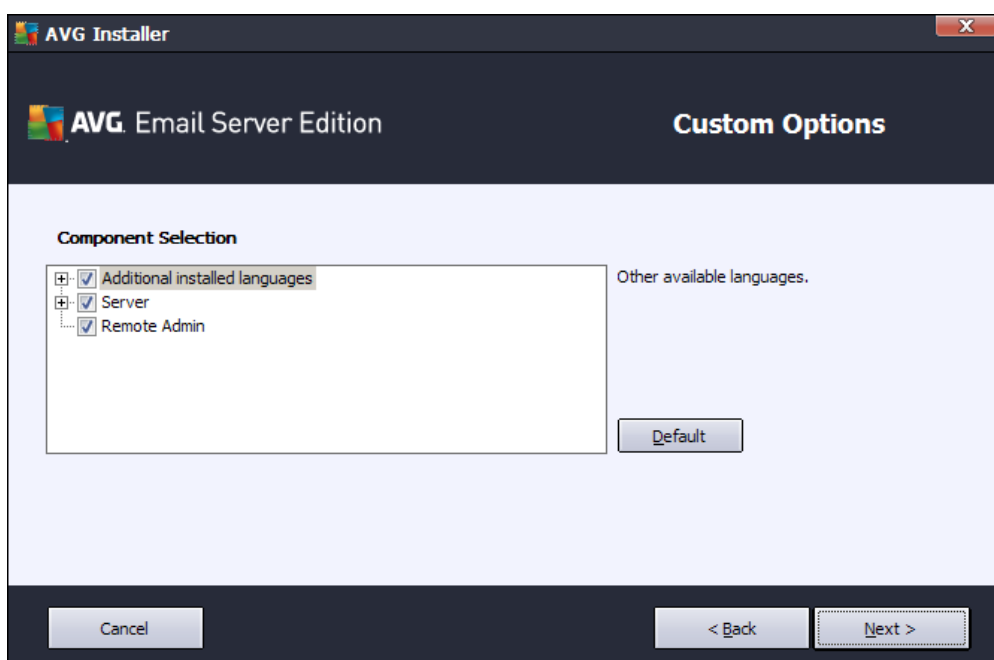 AVG Installer
X
AVG. Email Server Edition
Custom Options
Component Selection
Additional installed languages
Server
Remote Admin
Other available languages.
Default
Cancel
< Back
Next >